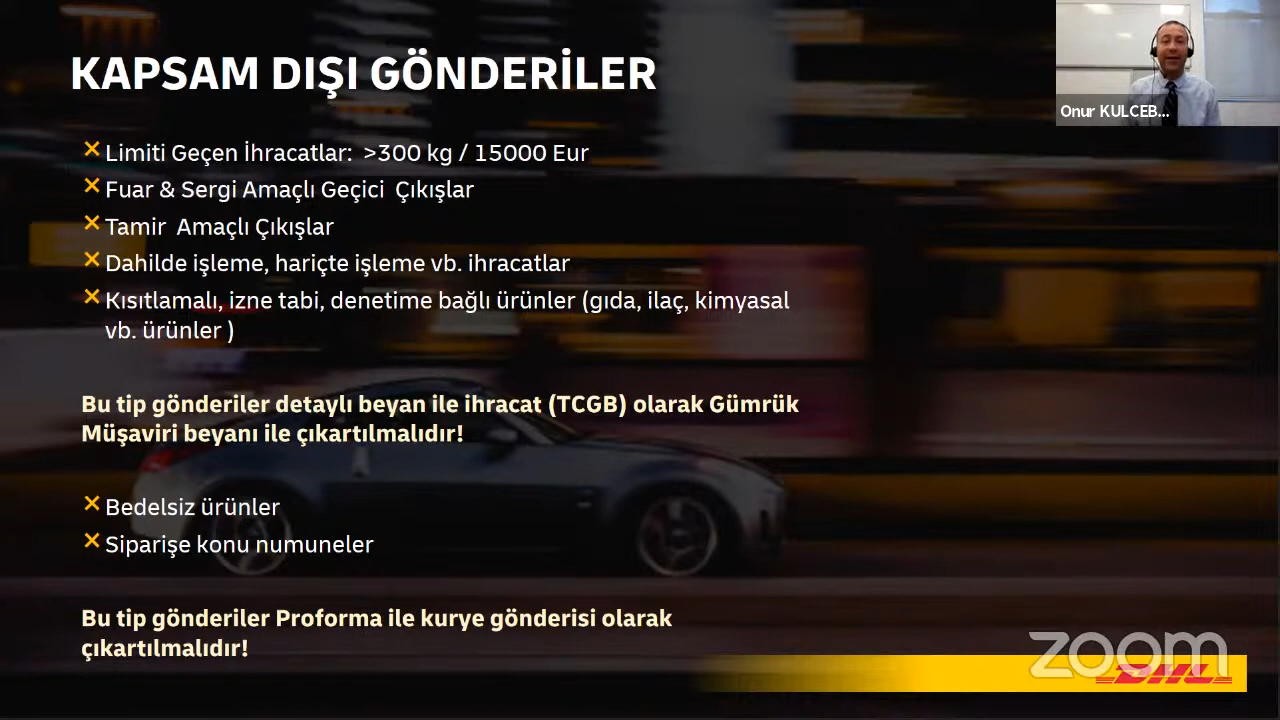 KAPSAM DIŞI GÖNDERİLER
Onur KULCEB...
Limiti Geçen İhracatlar: >300 kg / 15000 Eur
Fuar & Sergi Amaçlı Geçici Çıkışlar
Tamir Amaçlı Çıkışlar
Dahilde işleme, hariçte işleme vb. ihracatlar
Kısıtlamalı, izne tabi, denetime bağlı ürünler (gıda, ilaç, kimyasal
vb. ürünler )
Bu tip gönderiler detaylı beyan ile ihracat (TCGB) olarak Gümrük
Müşaviri beyanı ile çıkartılmalıdır!
Bedelsiz ürünler
Siparişe konu numuneler
Bu tip gönderiler Proforma ile kurye gönderisi olarak
çıkartılmalıdır!
zoom
DHL